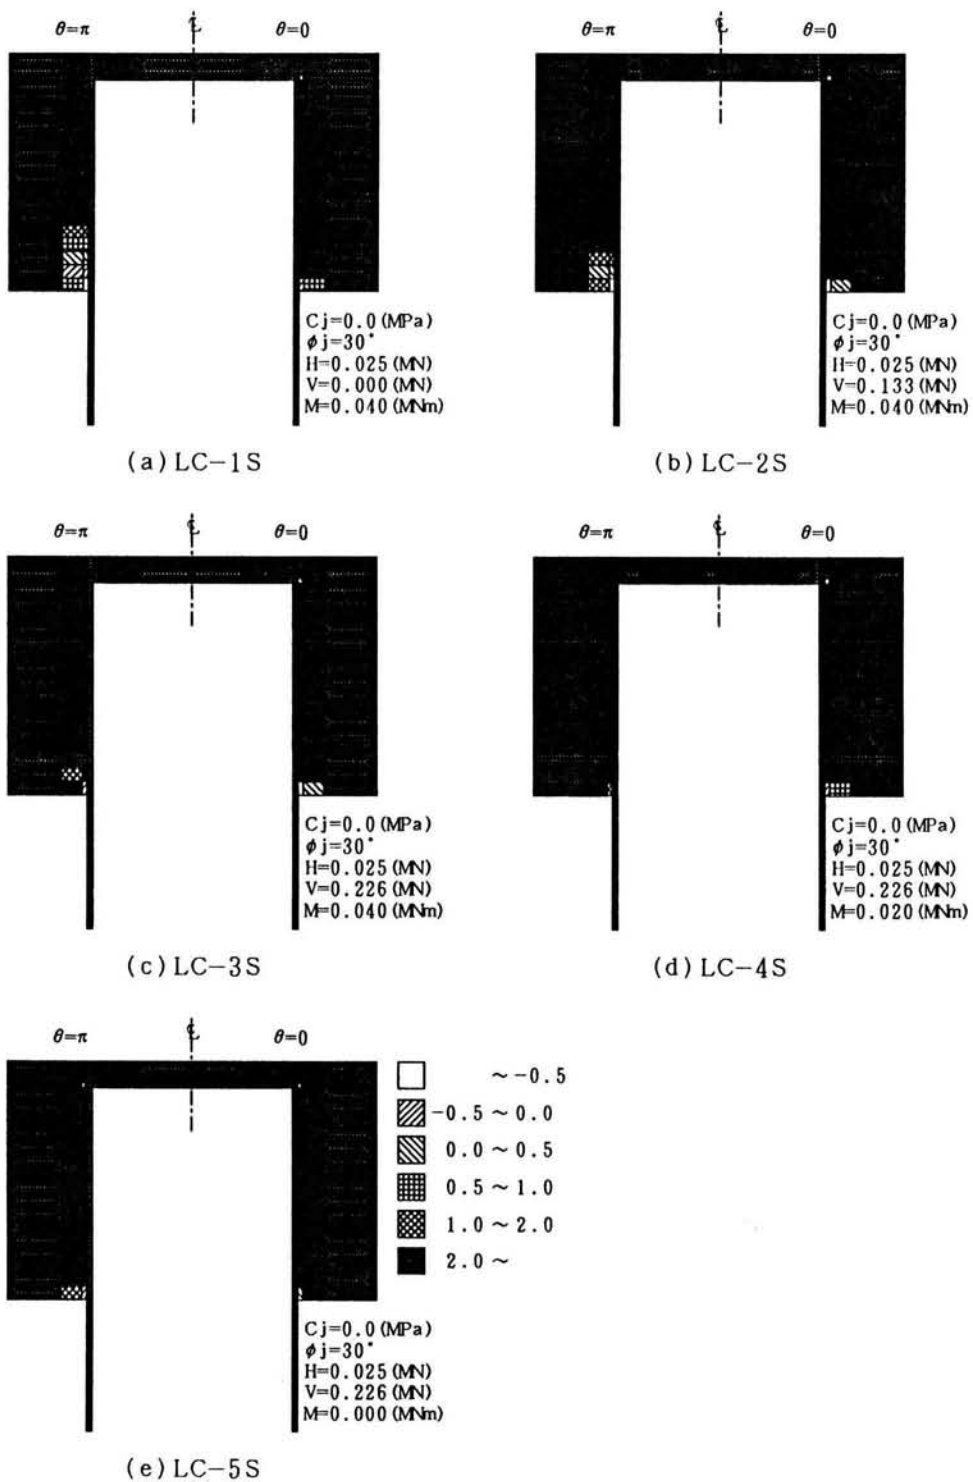 θ=π ℄ θ=0
Cj=0.0(MPa)
φj=30°
H=0.025(MN)
V=0.000(MN)
M=0.040(MNm)
(a)LC-1S
θ=π ℄ θ=0
Cj=0.0(MPa)
φj=30°
H=0.025(MN)
V=0.133(MN)
M=0.040(MNm)
(b)LC-2S
θ=π ℄ θ=0
Cj=0.0(MPa)
φj=30°
H=0.025(MN)
V=0.226(MN)
M=0.040(MNm)
(c)LC-3S
θ=π ℄ θ=0
Cj=0.0(MPa)
φj=30°
H=0.025(MN)
V=0.226(MN)
M=0.020(MNm)
(d)LC-4S
θ=π ℄ θ=0
Cj=0.0(MPa)
φj=30°
H=0.025(MN)
V=0.226(MN)
M=0.000(MNm)
(e)LC-5S
~-0.5
-0.5~0.0
0.0~0.5
0.5~1.0
1.0~2.0
2.0~